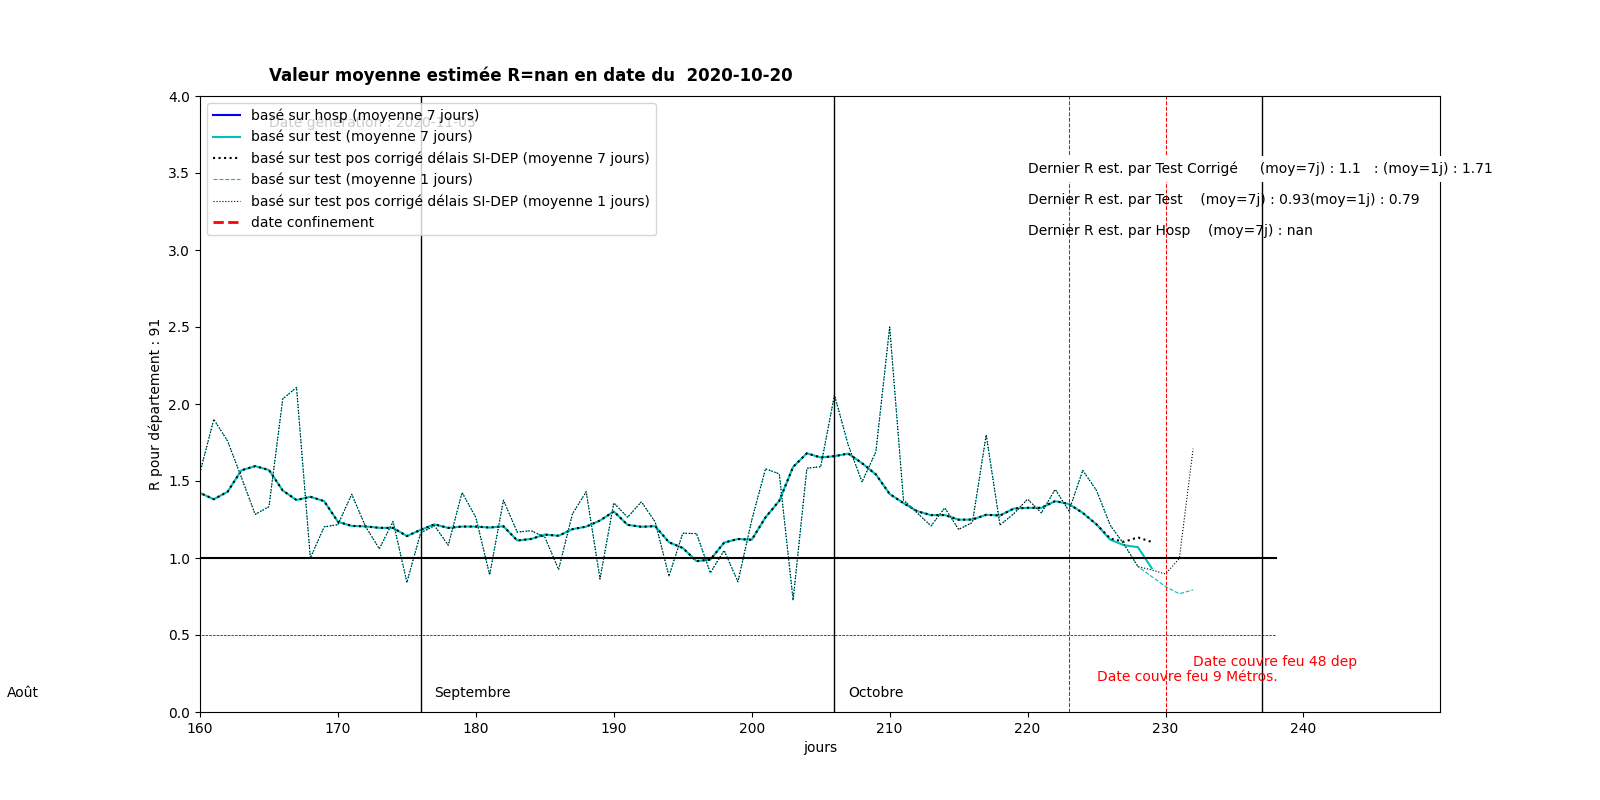 Valeur moyenne estimée R=nan en date du  2020-10-20
Date génération : 2020-11-05
basé sur hosp (moyenne 7 jours)
basé sur test (moyenne 7 jours)
basé sur test pos corrigé délais SI-DEP (moyenne 7 jours)
basé sur test (moyenne 1 jours)
basé sur test pos corrigé délais SI-DEP (moyenne 1 jours)
date confinement
Dernier R est. par Test Corrigé     (moy=7j) : 1.1   : (moy=1j) : 1.71
Dernier R est. par Test    (moy=7j) : 0.93(moy=1j) : 0.79
Dernier R est. par Hosp    (moy=7j) : nan
4.0
3.5
3.0
2.5
2.0
1.5
1.0
0.5
0.0
R pour département : 91
Date couvre feu 48 dep
Date couvre feu 9 Métros.
Août
Septembre
Octobre
160 170 180 190 200 210 220 230 240
jours